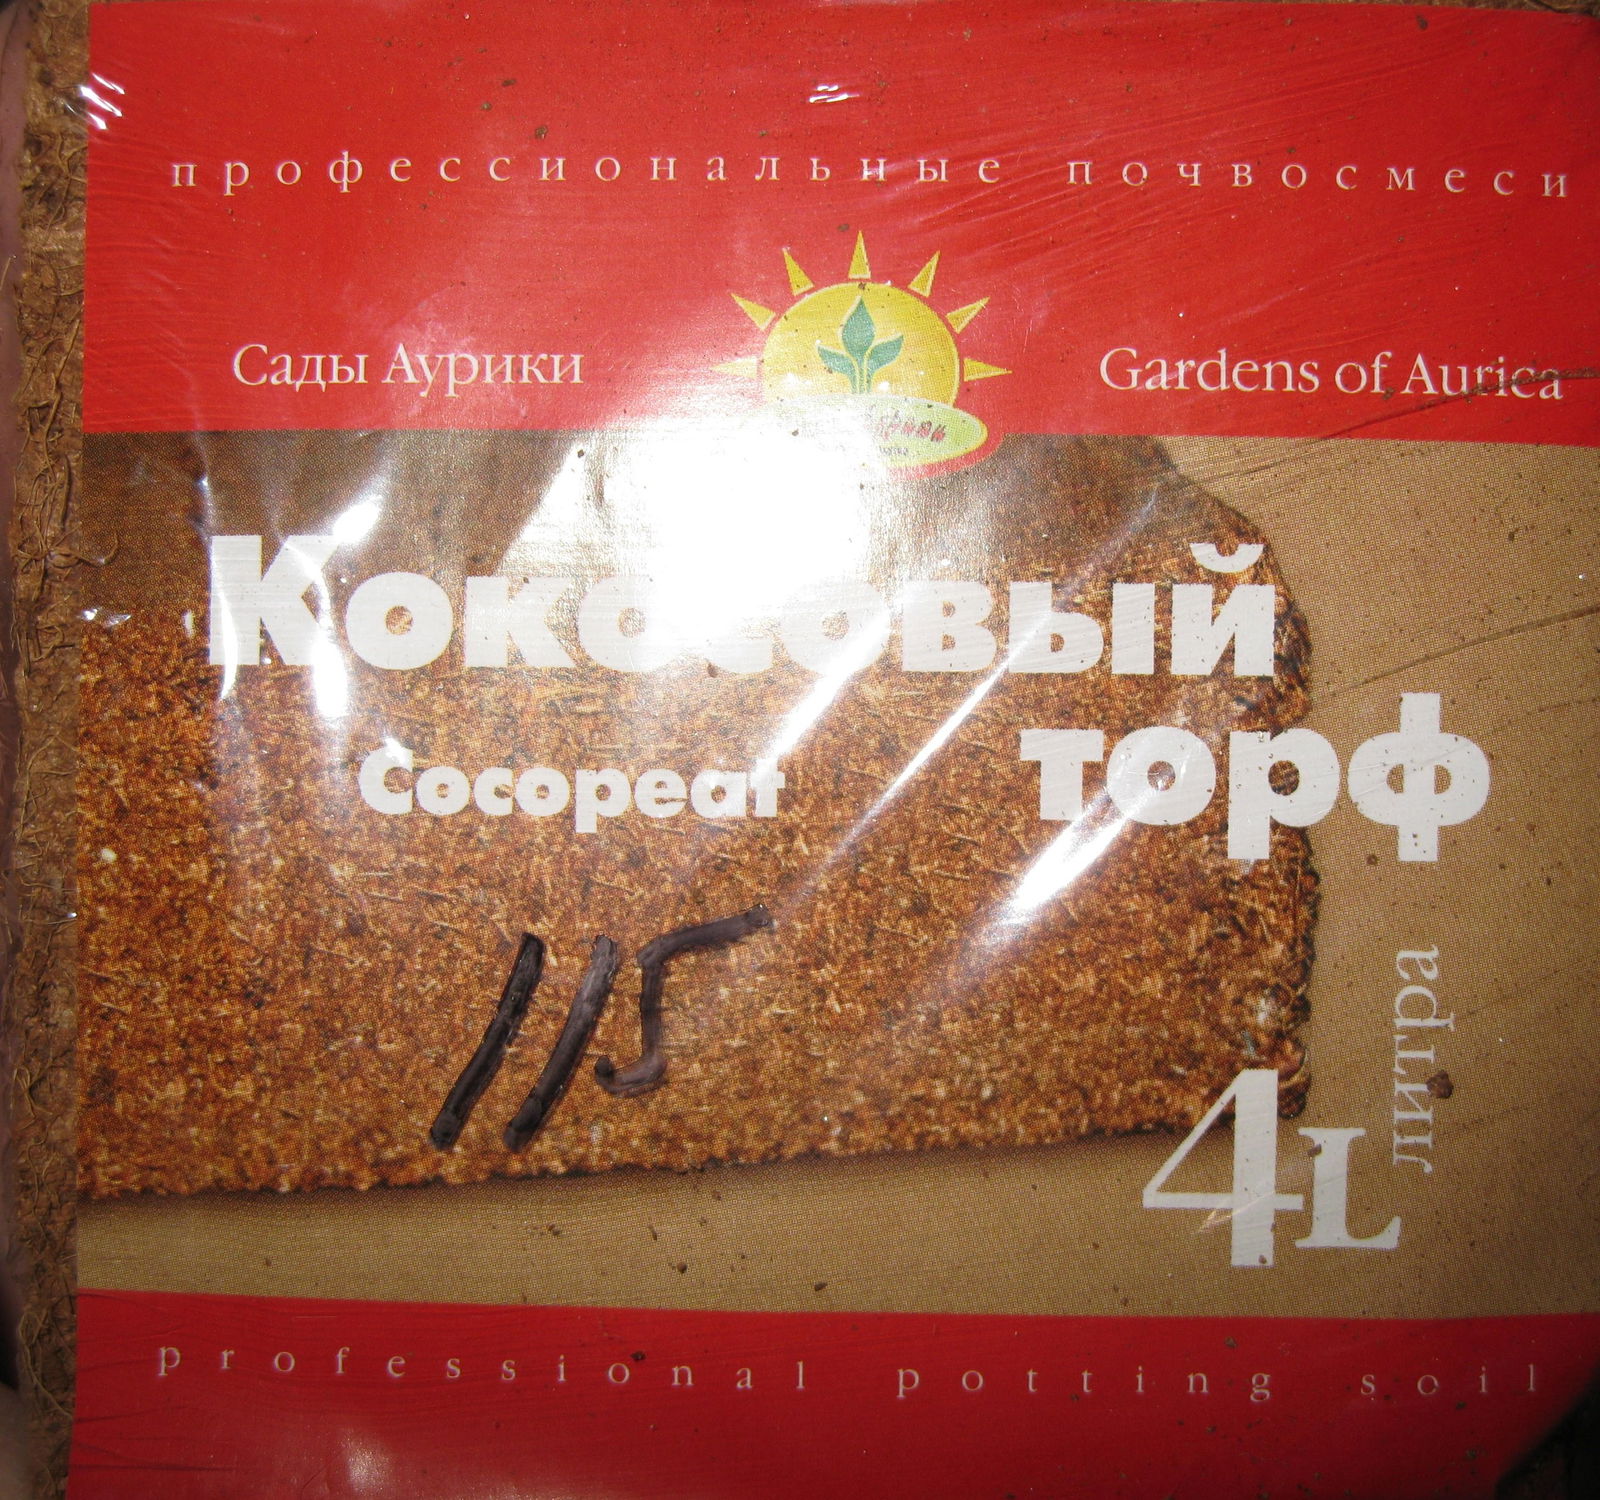 профессиональные почвосмеси
Сады Аурики
Gardens of Aurica
Кокосовый
торф
Cocopeat
115
4L
литра
professional potting soil